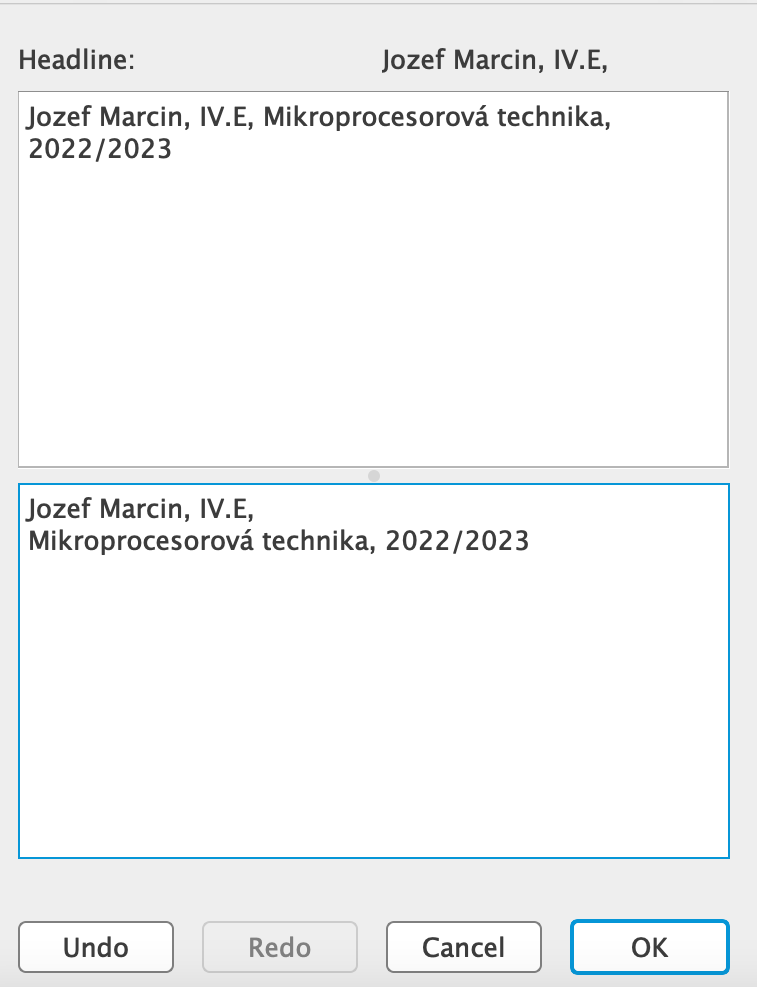 Headline: Jozef Marcin, IV.E,
Jozef Marcin, IV.E, Mikroprocesorová technika,
2022/2023
Jozef Marcin, IV.E,
Mikroprocesorová technika, 2022/2023
Undo Redo Cancel OK